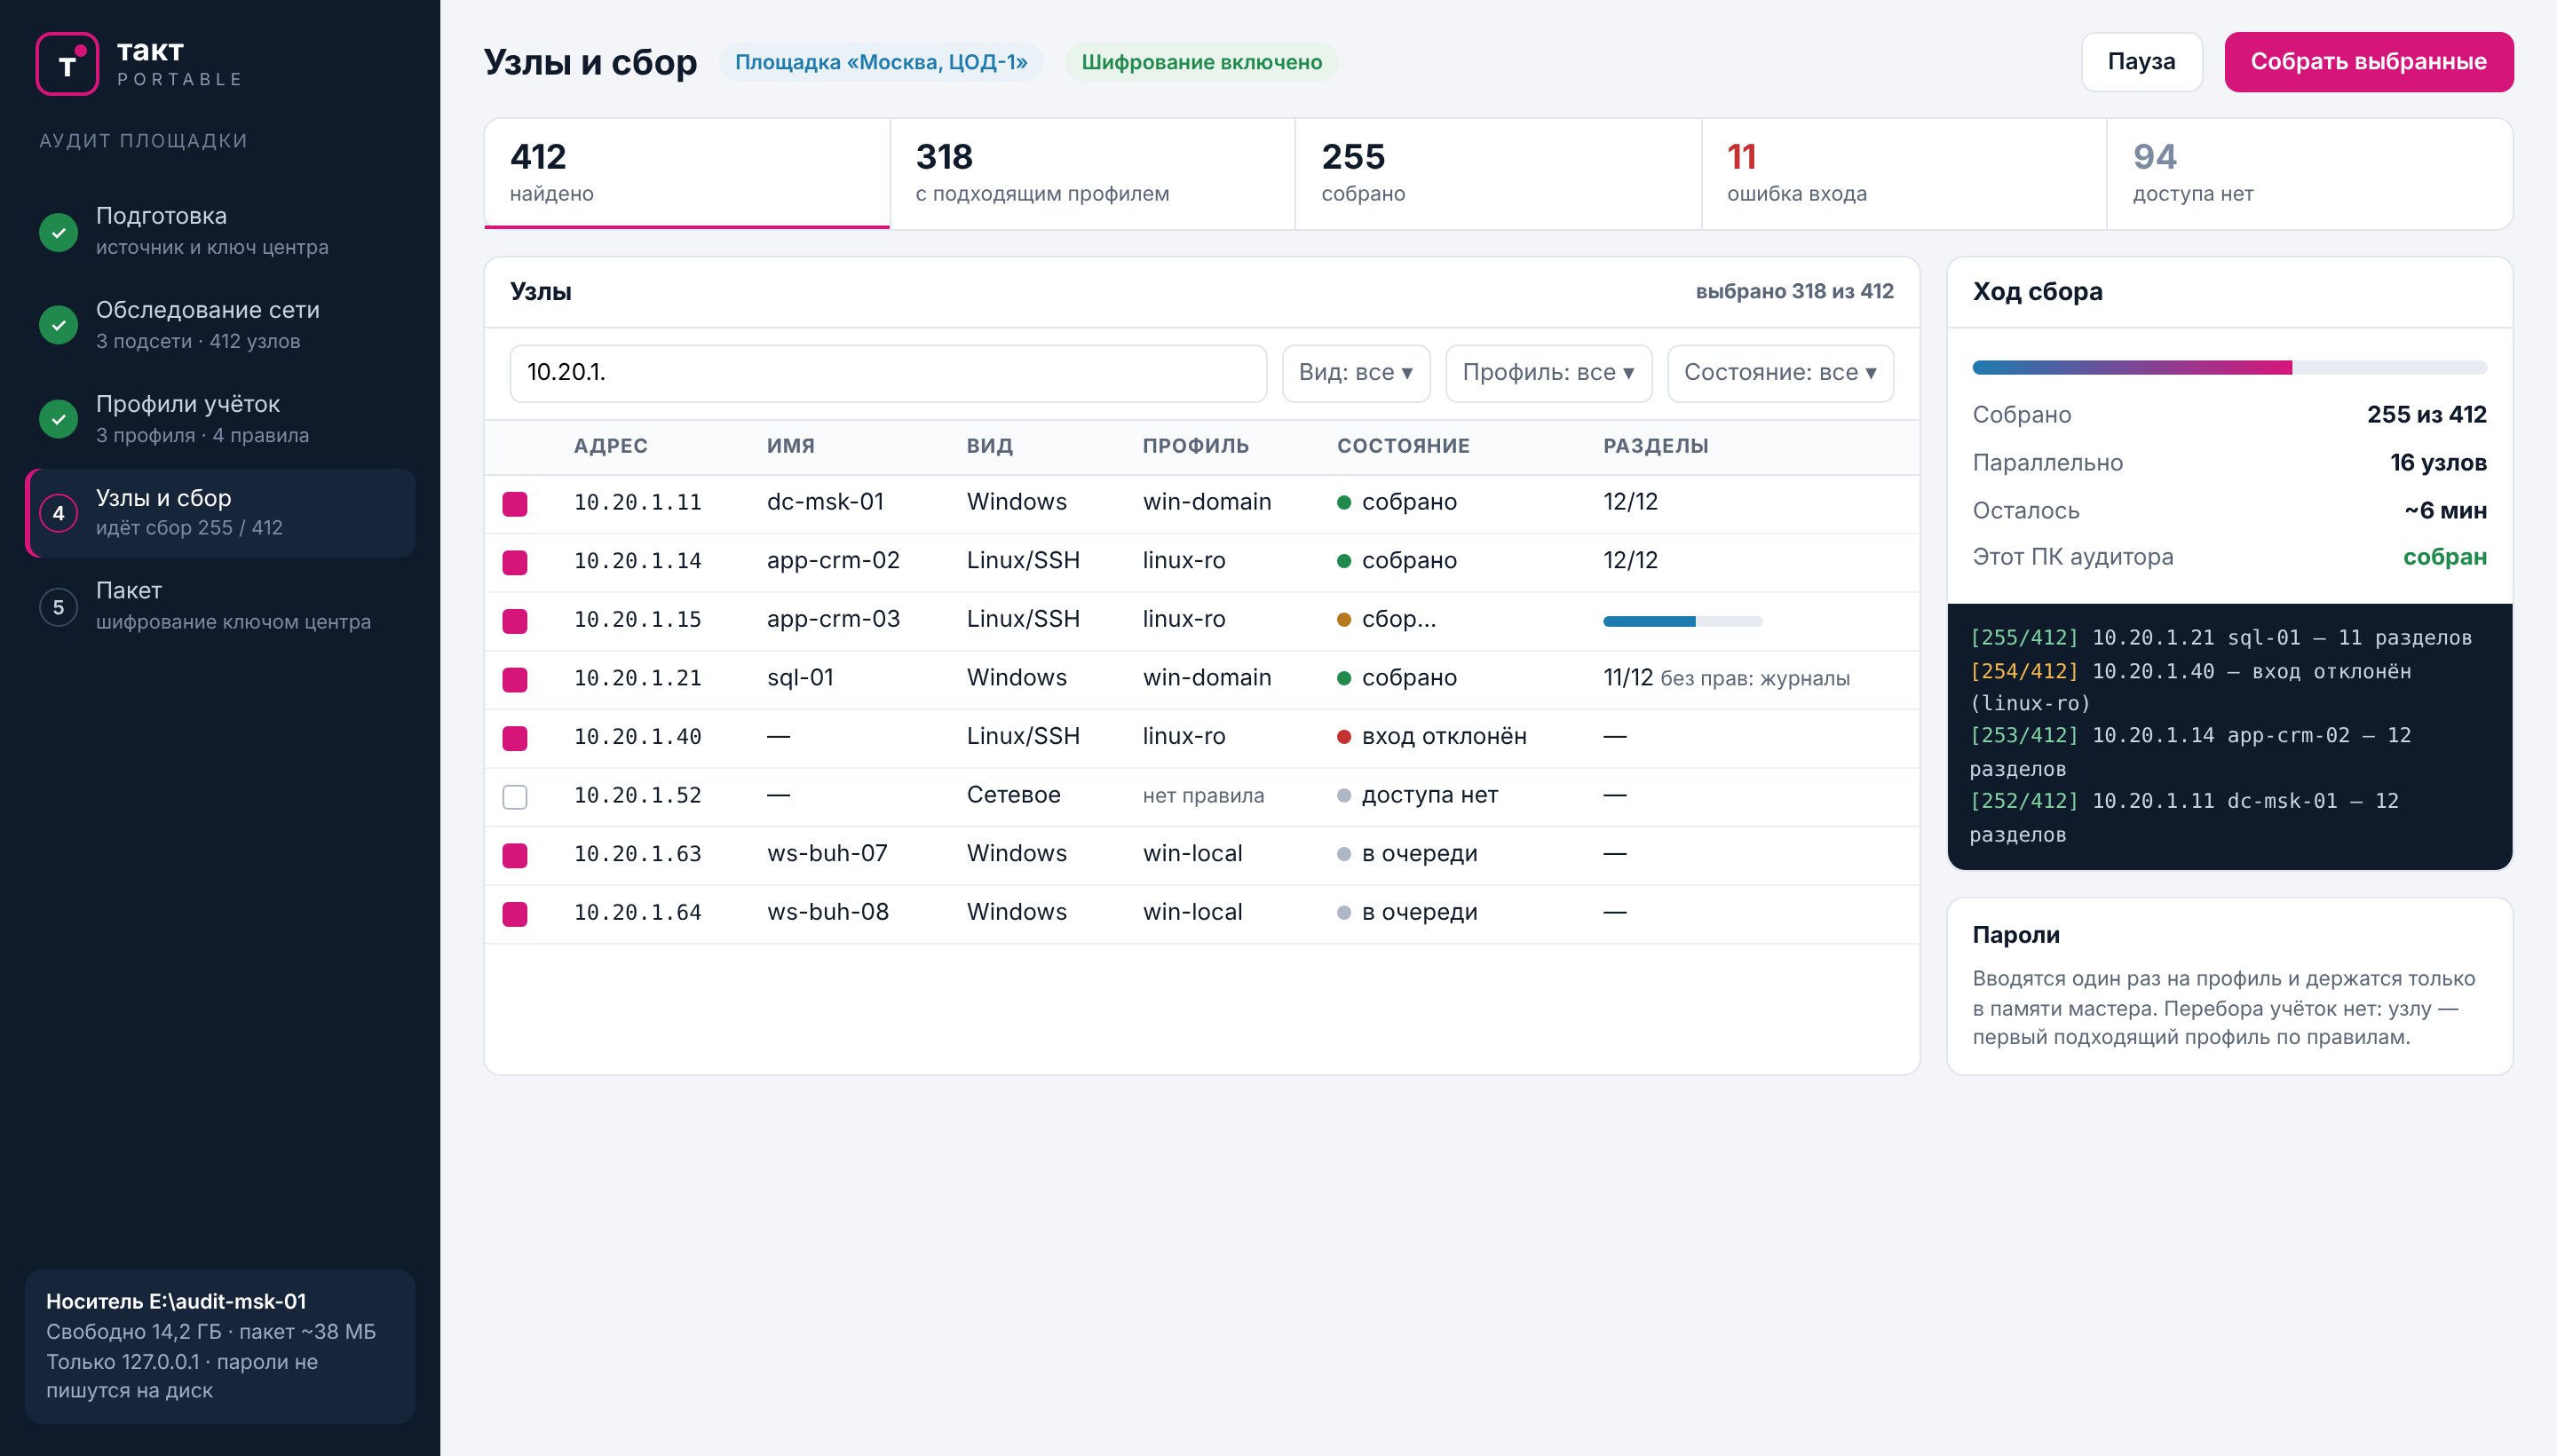 такт
PORTABLE
АУДИТ ПЛОЩАДКИ
Подготовка
источник и ключ центра
Обследование сети
3 подсети · 412 узлов
Профили учёток
3 профиля · 4 правила
4
Узлы и сбор
идёт сбор 255 / 412
5
Пакет
шифрование ключом центра
Носитель E:\audit-msk-01
Свободно 14,2 ГБ · пакет ~38 МБ
Только 127.0.0.1 · пароли не
пишутся на диск
Узлы и сбор Площадка «Москва, ЦОД-1» Шифрование включено Пауза Собрать выбранные
412 318 255 11 94
найдено с подходящим профилем собрано ошибка входа доступа нет
Узлы выбрано 318 из 412
10.20.1. Вид: все ▾ Профиль: все ▾ Состояние: все ▾
АДРЕС ИМЯ ВИД ПРОФИЛЬ СОСТОЯНИЕ РАЗДЕЛЫ
10.20.1.11 dc-msk-01 Windows win-domain собрано 12/12
10.20.1.14 app-crm-02 Linux/SSH linux-ro собрано 12/12
10.20.1.15 app-crm-03 Linux/SSH linux-ro сбор...
10.20.1.21 sql-01 Windows win-domain собрано 11/12 без прав: журналы
10.20.1.40 — Linux/SSH linux-ro вход отклонён —
10.20.1.52 — Сетевое нет правила доступа нет —
10.20.1.63 ws-buh-07 Windows win-local в очереди —
10.20.1.64 ws-buh-08 Windows win-local в очереди —
Ход сбора
Собрано 255 из 412
Параллельно 16 узлов
Осталось ~6 мин
Этот ПК аудитора собран
[255/412] 10.20.1.21 sql-01 — 11 разделов
[254/412] 10.20.1.40 — вход отклонён
(linux-ro)
[253/412] 10.20.1.14 app-crm-02 — 12
разделов
[252/412] 10.20.1.11 dc-msk-01 — 12
разделов
Пароли
Вводятся один раз на профиль и держатся только
в памяти мастера. Перебора учёток нет: узлу —
первый подходящий профиль по правилам.